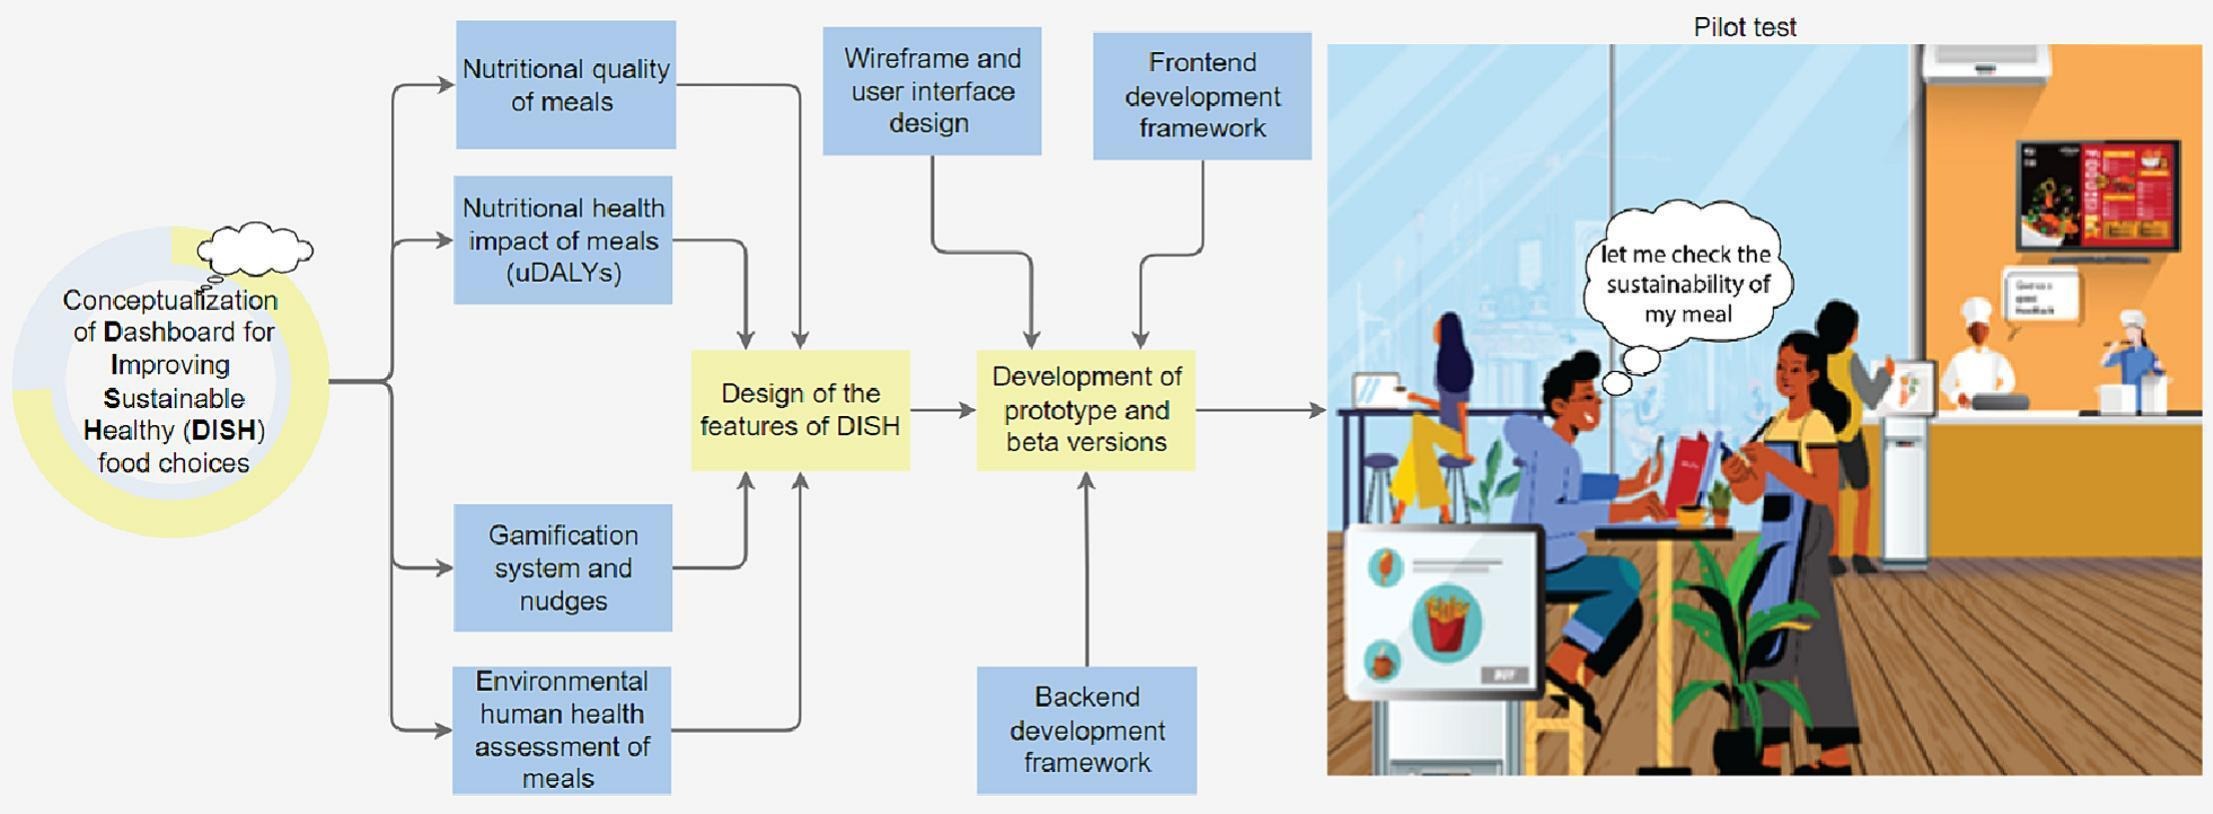 Pilot test
Nutritional quality
of meals
Wireframe and
user interface
design
Frontend
development
framework
Nutritional health
impact of meals
(uDALYs)
let me check the
sustainability of
my meal
Conceptualization
of Dashboard for
Improving
Sustainable
Healthy (DISH)
food choices
Design of the
features of DISH
Development of
prototype and
beta versions
Gamification
system and
nudges
Environmental
human health
assessment of
meals
Backend
development
framework
BUY